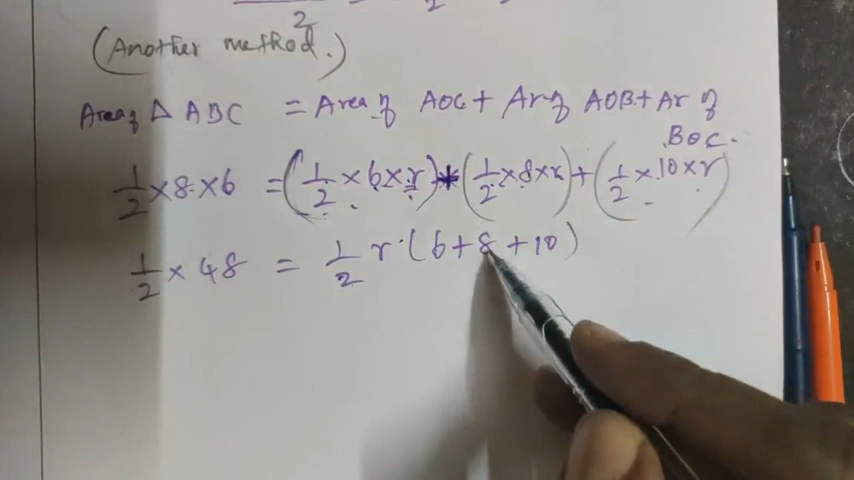 2
(Another method.)
Area of Δ ABC = Area of AOC + Ar of AOB + Ar of BOC.
1/2 × 8 × 6 = (1/2 × 6 × r) * (1/2 × 8 × r) + (1/2 × 10 × r)
1/2 × 48 = 1/2 r · (6 + 8 + 10)